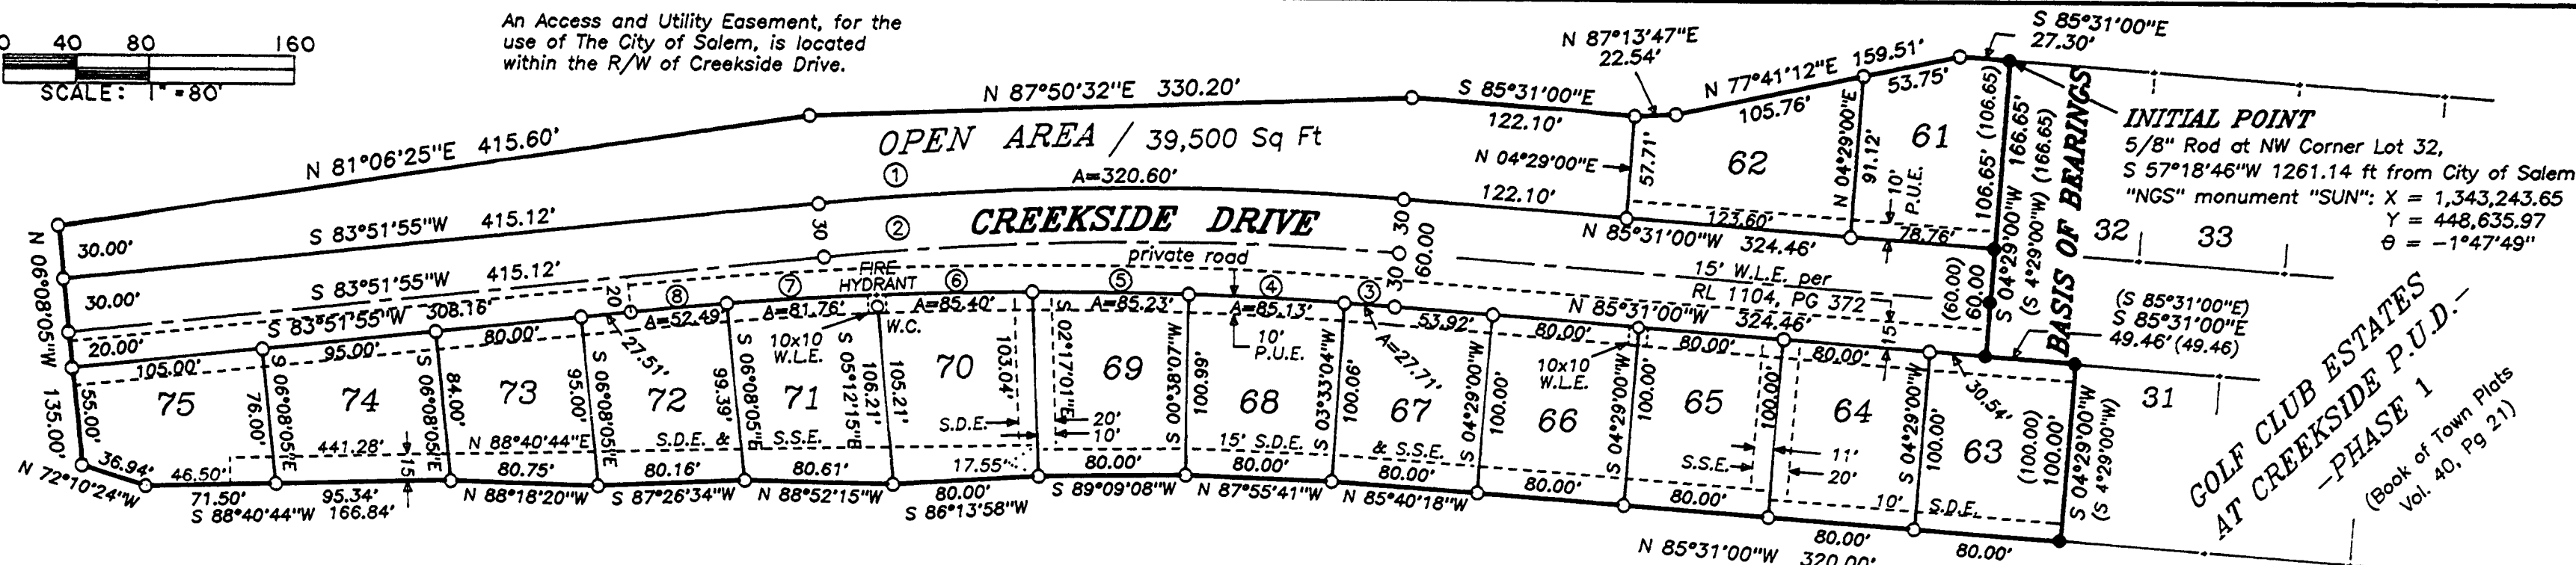 0 40 80 160
SCALE: 1"=80'
An Access and Utility Easement, for the
use of The City of Salem, is located
within the R/W of Creekside Drive.
N 81°06'25"E 415.60'
N 87°50'32"E 330.20'
S 85°31'00"E
122.10'
N 87°13'47"E
22.54'
N 77°41'12"E 159.51'
105.76'
53.75'
S 85°31'00"E
27.30'
OPEN AREA / 39,500 Sq Ft
①
A=320.60'
N 04°29'00"E
57.71'
62
N 04°29'00"E
91.12'
61
10'
P.U.E.
106.65' (106.65)
S 04°29'00"W 166.65'
(S 4°29'00"W) (166.65)
BASIS OF BEARINGS
INITIAL POINT
5/8" Rod at NW Corner Lot 32,
S 57°18'46"W 1261.14 ft from City of Salem
"NGS" monument "SUN": X = 1,343,243.65
Y = 448,635.97
θ = -1°47'49"
32
33
30.00'
S 83°51'55"W 415.12'
30
②
CREEKSIDE DRIVE
private road
122.10'
30
60.00
30
123.60'
78.76'
N 85°31'00"W 324.46'
15' W.L.E. per
RL 1104, PG 372
15'
(60.00)
60.00
N 06°08'05"W
135.00'
30.00'
S 83°51'55"W 415.12'
20'
FIRE
HYDRANT
20.00'
S 83°51'55"W 308.16'
105.00'
95.00'
80.00'
27.51'
⑧
A=52.49'
⑦
A=81.76'
⑥
A=85.40'
⑤
A=85.23'
④
A=85.13'
③
A=27.71'
N 85°31'00"W
324.46'
53.92'
80.00'
80.00'
80.00'
30.54'
(S 85°31'00"E)
S 85°31'00"E
49.46' (49.46)
10x10
W.L.E.
W.C.
10'
P.U.E.
10x10
W.L.E.
55.00'
75
76.00'
S 06°08'05"E
74
84.00'
S 06°08'05"E
73
95.00'
S 06°08'05"E
72
99.39'
S 06°08'05"E
71
106.21'
S 05°12'15"E
105.21'
70
103.04'
S 02°17'01"E
69
100.99'
S 00°38'07"W
68
100.06'
S 03°33'04"W
67
100.00'
S 04°29'00"W
66
100.00'
S 04°29'00"W
65
100.00'
64
100.00'
S 04°29'00"W
63
(100.00)
100.00'
S 04°29'00"W
(S 4°29'00"W)
31
441.28'
15'
N 88°40'44"E
S.D.E. &
S.S.E.
S.D.E.
20'
10'
15' S.D.E.
& S.S.E.
S.S.E.
11'
20'
10'
S.D.E.
36.94'
N 72°10'24"W
46.50'
71.50'
95.34'
S 88°40'44"W 166.84'
80.75'
N 88°18'20"W
80.16'
S 87°26'34"W
80.61'
N 88°52'15"W
17.55'
80.00'
S 86°13'58"W
80.00'
S 89°09'08"W
80.00'
N 87°55'41"W
80.00'
N 85°40'18"W
80.00'
80.00'
80.00'
80.00'
N 85°31'00"W 320.00'
GOLF CLUB ESTATES
AT CREEKSIDE P.U.D.-
-PHASE 1
(Book of Town Plats
Vol. 40, Pg 21)